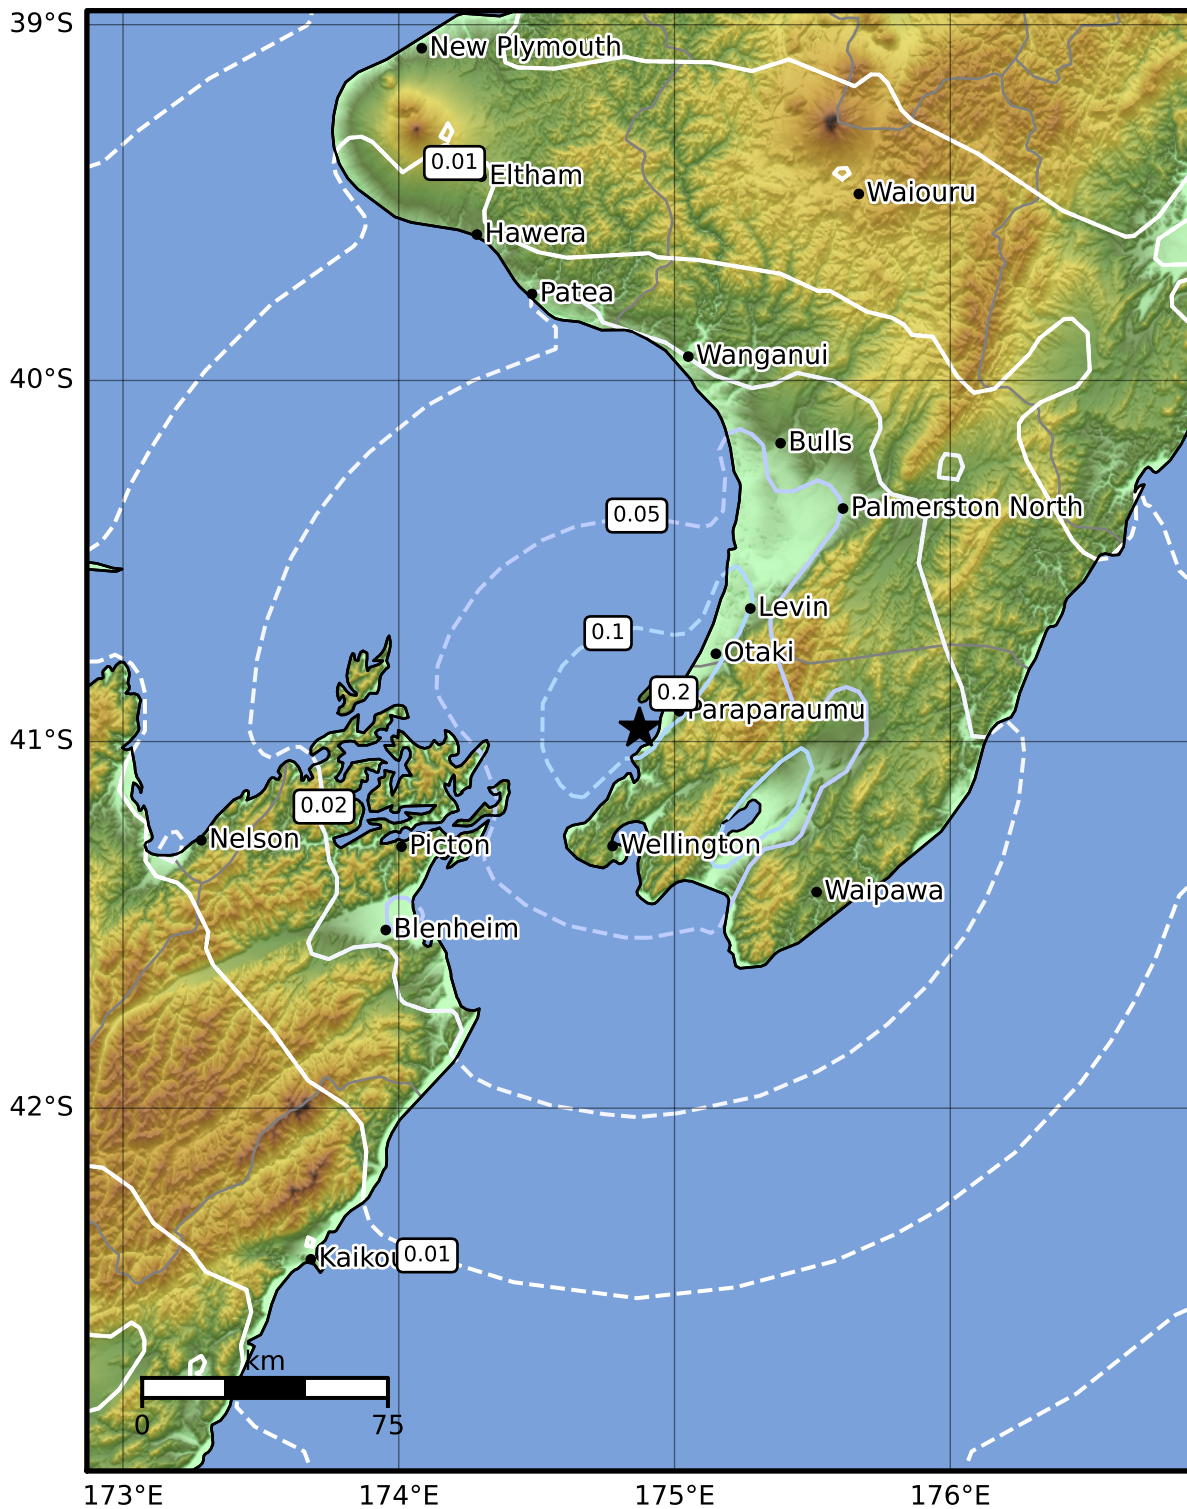 39°S
New Plymouth
0.01
Eltham
Waiouru
Hawera
Patea
Wanganui
40°S
Bulls
Palmerston North
0.05
Levin
0.1
Otaki
0.2
Paraparaumu
41°S
0.02
Nelson
Picton
Wellington
Waipawa
Blenheim
42°S
Kaikou
0.01
km
0 75
173°E 174°E 175°E 176°E